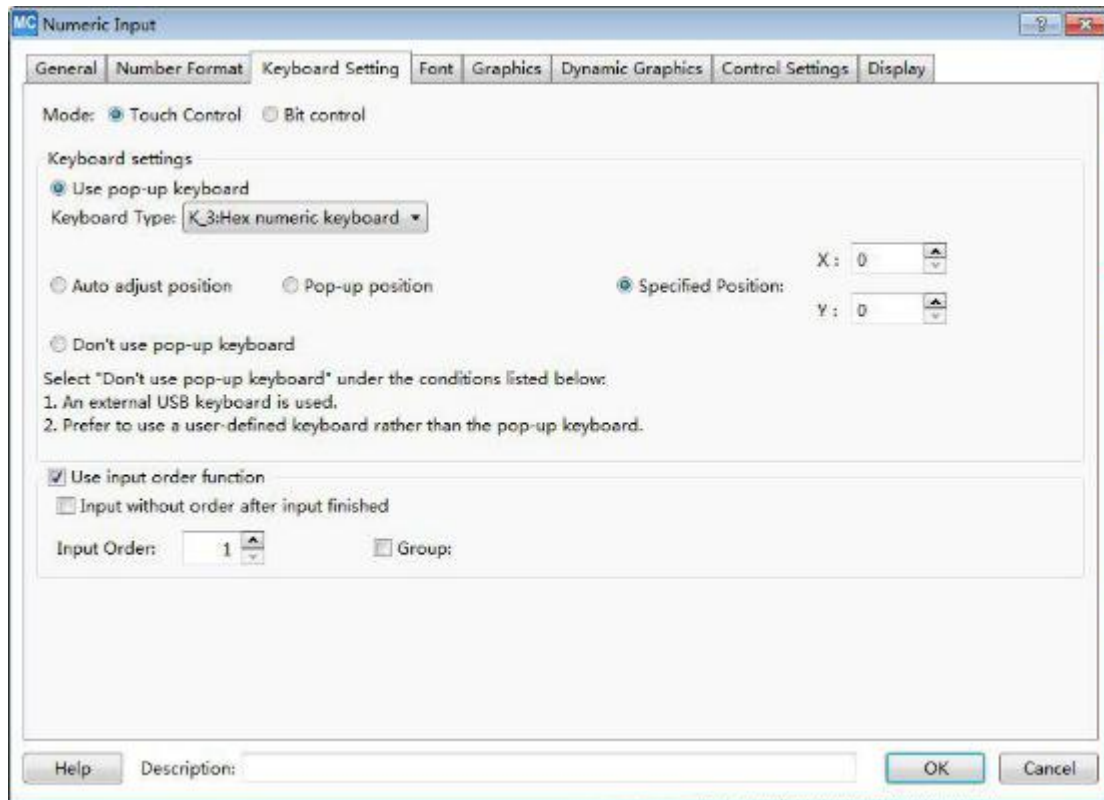 MC Numeric Input
General Number Format Keyboard Setting Font Graphics Dynamic Graphics Control Settings Display
Mode: Touch Control Bit control
Keyboard settings
Use pop-up keyboard
Keyboard Type: K_3:Hex numeric keyboard
X : 0
Auto adjust position Pop-up position Specified Position:
Y : 0
Don't use pop-up keyboard
Select "Don't use pop-up keyboard" under the conditions listed below:
1. An external USB keyboard is used.
2. Prefer to use a user-defined keyboard rather than the pop-up keyboard.
Use input order function
Input without order after input finished
Input Order: 1 Group:
Help Description: OK Cancel